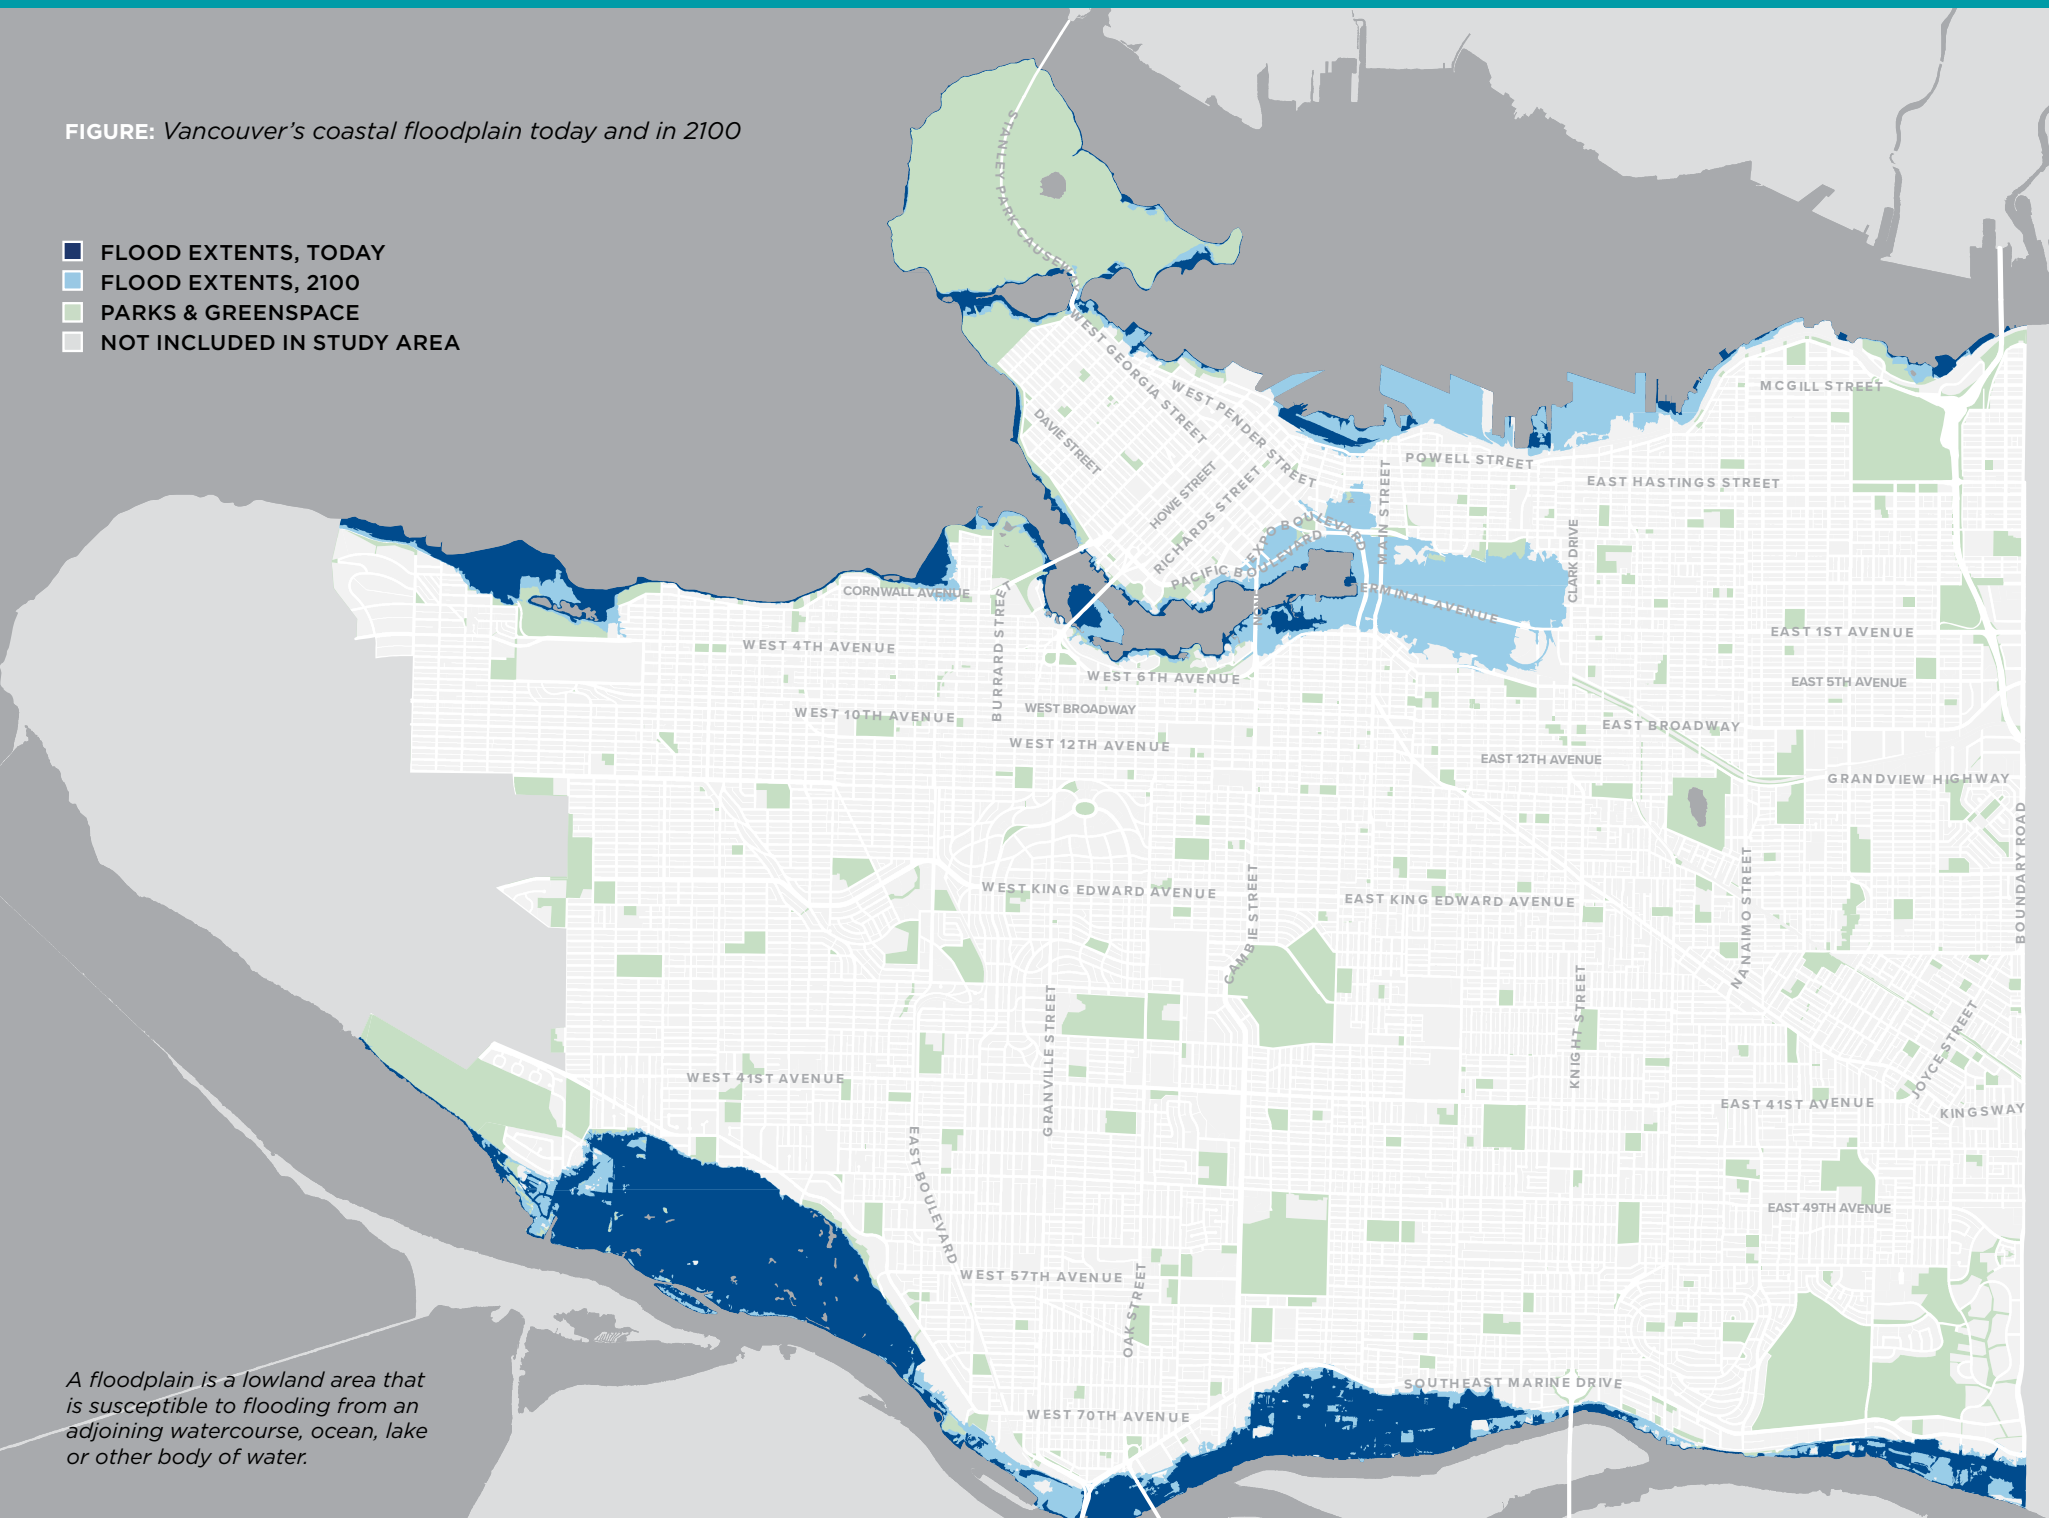 FIGURE: Vancouver's coastal floodplain today and in 2100
FLOOD EXTENTS, TODAY
FLOOD EXTENTS, 2100
PARKS & GREENSPACE
NOT INCLUDED IN STUDY AREA
STANLEY PARK CAUSEWAY
WEST GEORGIA STREET
WEST PENDER STREET
DAVIE STREET
HOWE STREET
RICHARDS STREET
EXPO BOULEVARD
PACIFIC BOULEVARD
MAIN STREET
POWELL STREET
MCGILL STREET
EAST HASTINGS STREET
CLARK DRIVE
TERMINAL AVENUE
CORNWALL AVENUE
BURRARD STREET
WEST 4TH AVENUE
WEST 6TH AVENUE
EAST 1ST AVENUE
EAST 5TH AVENUE
WEST 10TH AVENUE
WEST BROADWAY
EAST BROADWAY
WEST 12TH AVENUE
EAST 12TH AVENUE
GRANDVIEW HIGHWAY
BOUNDARY ROAD
WEST KING EDWARD AVENUE
CAMBIE STREET
EAST KING EDWARD AVENUE
NANAIMO STREET
KNIGHT STREET
GRANVILLE STREET
JOYCE STREET
WEST 41ST AVENUE
EAST 41ST AVENUE
KINGSWAY
EAST BOULEVARD
EAST 49TH AVENUE
WEST 57TH AVENUE
OAK STREET
SOUTHEAST MARINE DRIVE
WEST 70TH AVENUE
A floodplain is a lowland area that
is susceptible to flooding from an
adjoining watercourse, ocean, lake
or other body of water.